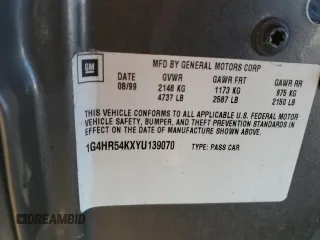 GM
MFD BY GENERAL MOTORS CORP
DATE GVWR GAWR FRT GAWR RR
08/99 2148 KG 1173 KG 975 KG
4737 LB 2587 LB 2150 LB
THIS VEHICLE CONFORMS TO ALL APPLICABLE U.S. FEDERAL MOTOR
VEHICLE SAFETY, BUMPER, AND THEFT PREVENTION STANDARDS IN
EFFECT ON THE DATE OF MANUFACTURE SHOWN ABOVE.
1G4HR54KXYU139070 TYPE: PASS CAR
BIDABIDAMERICA